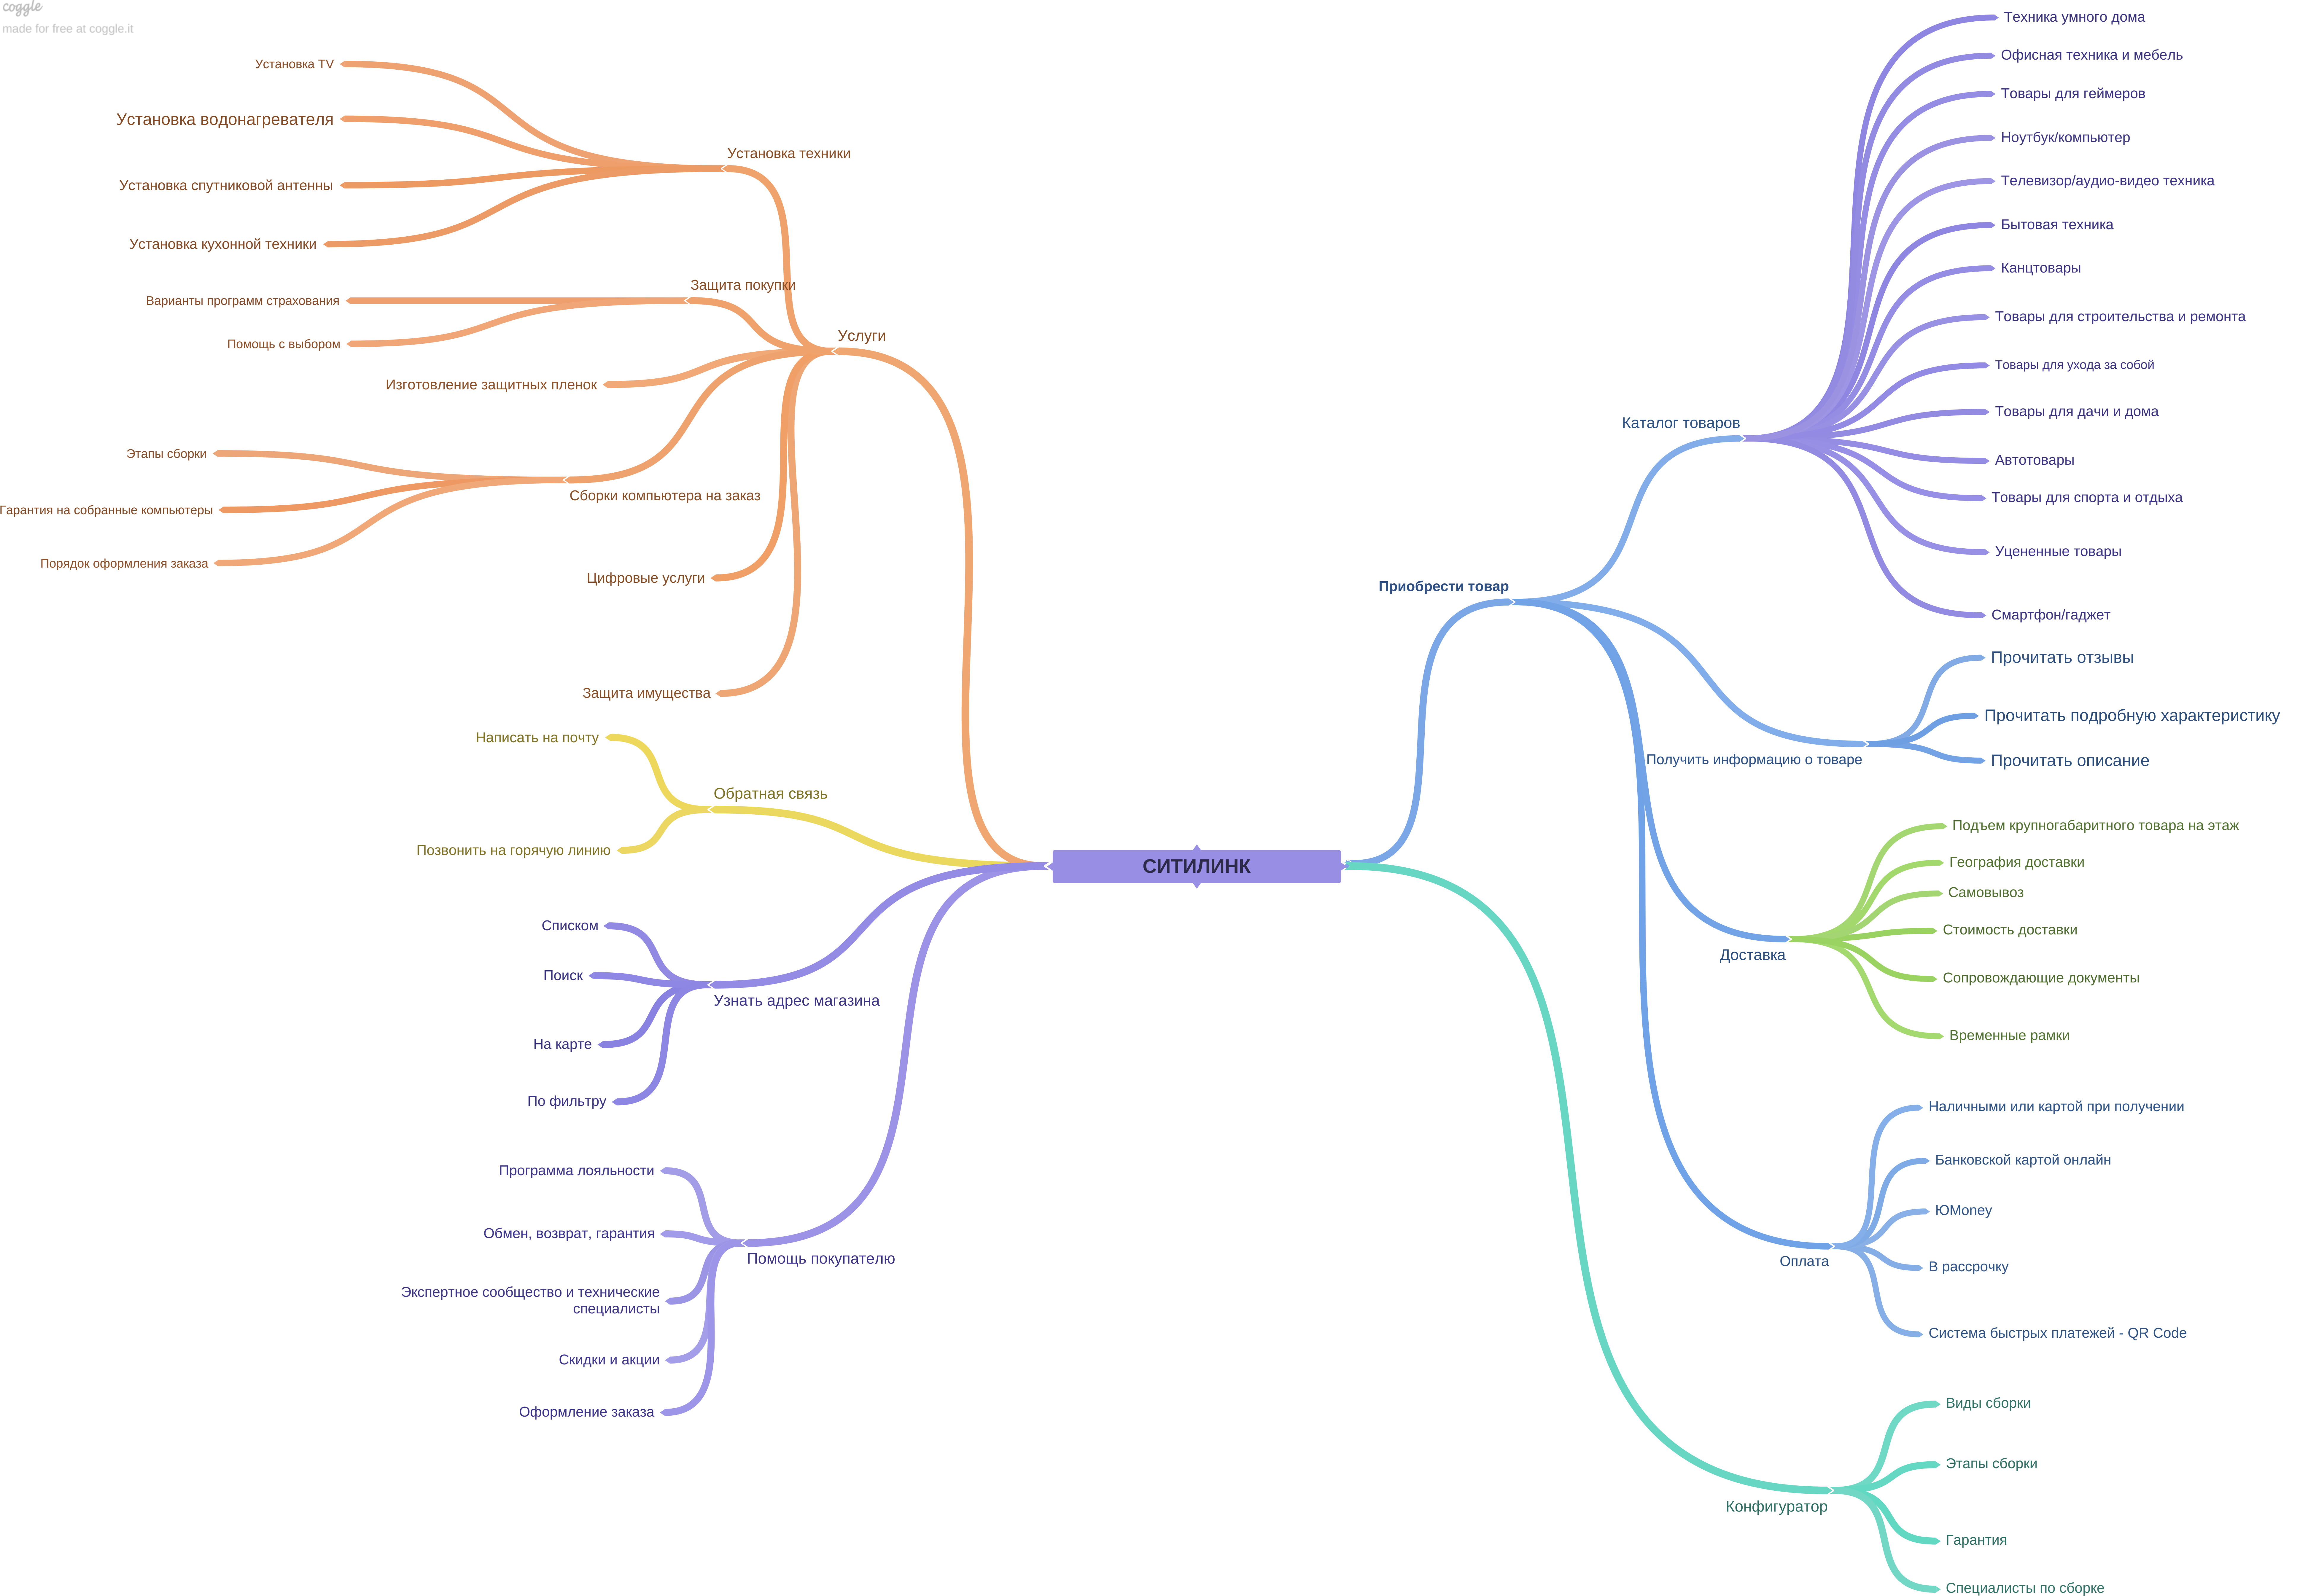 coggle
made for free at coggle.it
Установка TV
Установка водонагревателя
Установка спутниковой антенны
Установка кухонной техники
Установка техники
Варианты программ страхования
Помощь с выбором
Защита покупки
Услуги
Изготовление защитных пленок
Этапы сборки
Гарантия на собранные компьютеры
Порядок оформления заказа
Сборки компьютера на заказ
Цифровые услуги
Защита имущества
Написать на почту
Обратная связь
Позвонить на горячую линию
Списком
Поиск
На карте
По фильтру
Узнать адрес магазина
Программа лояльности
Обмен, возврат, гарантия
Экспертное сообщество и технические
специалисты
Скидки и акции
Оформление заказа
Помощь покупателю
СИТИЛИНК
Приобрести товар
Каталог товаров
Техника умного дома
Офисная техника и мебель
Товары для геймеров
Ноутбук/компьютер
Телевизор/аудио-видео техника
Бытовая техника
Канцтовары
Товары для строительства и ремонта
Товары для ухода за собой
Товары для дачи и дома
Автотовары
Товары для спорта и отдыха
Уцененные товары
Смартфон/гаджет
Получить информацию о товаре
Прочитать отзывы
Прочитать подробную характеристику
Прочитать описание
Доставка
Подъем крупногабаритного товара на этаж
География доставки
Самовывоз
Стоимость доставки
Сопровождающие документы
Временные рамки
Оплата
Наличными или картой при получении
Банковской картой онлайн
ЮMoney
В рассрочку
Система быстрых платежей - QR Code
Конфигуратор
Виды сборки
Этапы сборки
Гарантия
Специалисты по сборке